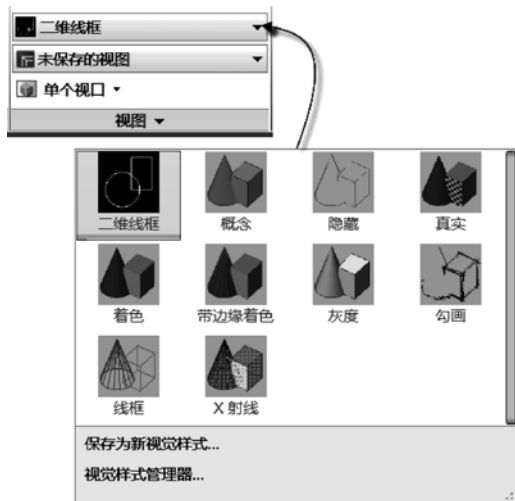 二维线框
未保存的视图
单个视口
视图
二维线框 概念 隐藏 真实
着色 带边缘着色 灰度 勾画
线框 X 射线
保存为新视觉样式...
视觉样式管理器...